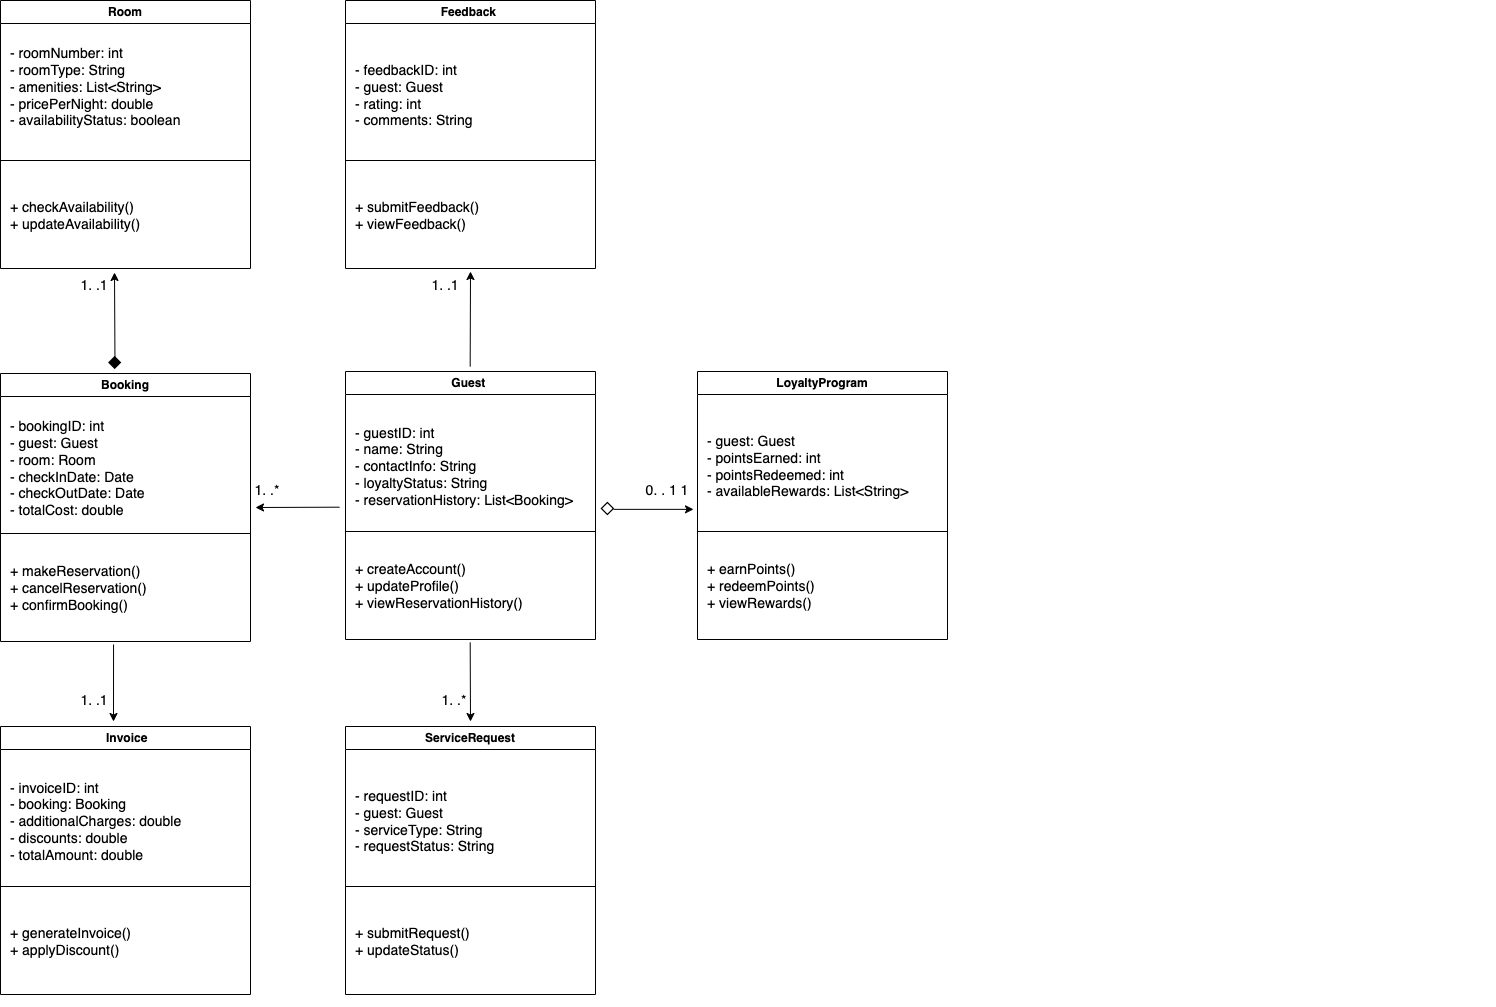 Room
- roomNumber: int
- roomType: String
- amenities: List<String>
- pricePerNight: double
- availabilityStatus: boolean
+ checkAvailability()
+ updateAvailability()
Feedback
- feedbackID: int
- guest: Guest
- rating: int
- comments: String
+ submitFeedback()
+ viewFeedback()
1. .1
1. .1
Booking
- bookingID: int
- guest: Guest
- room: Room
- checkInDate: Date
- checkOutDate: Date
- totalCost: double
+ makeReservation()
+ cancelReservation()
+ confirmBooking()
1. .*
Guest
- guestID: int
- name: String
- contactInfo: String
- loyaltyStatus: String
- reservationHistory: List<Booking>
+ createAccount()
+ updateProfile()
+ viewReservationHistory()
0. . 1 1
LoyaltyProgram
- guest: Guest
- pointsEarned: int
- pointsRedeemed: int
- availableRewards: List<String>
+ earnPoints()
+ redeemPoints()
+ viewRewards()
1. .1
1. .*
Invoice
- invoiceID: int
- booking: Booking
- additionalCharges: double
- discounts: double
- totalAmount: double
+ generateInvoice()
+ applyDiscount()
ServiceRequest
- requestID: int
- guest: Guest
- serviceType: String
- requestStatus: String
+ submitRequest()
+ updateStatus()